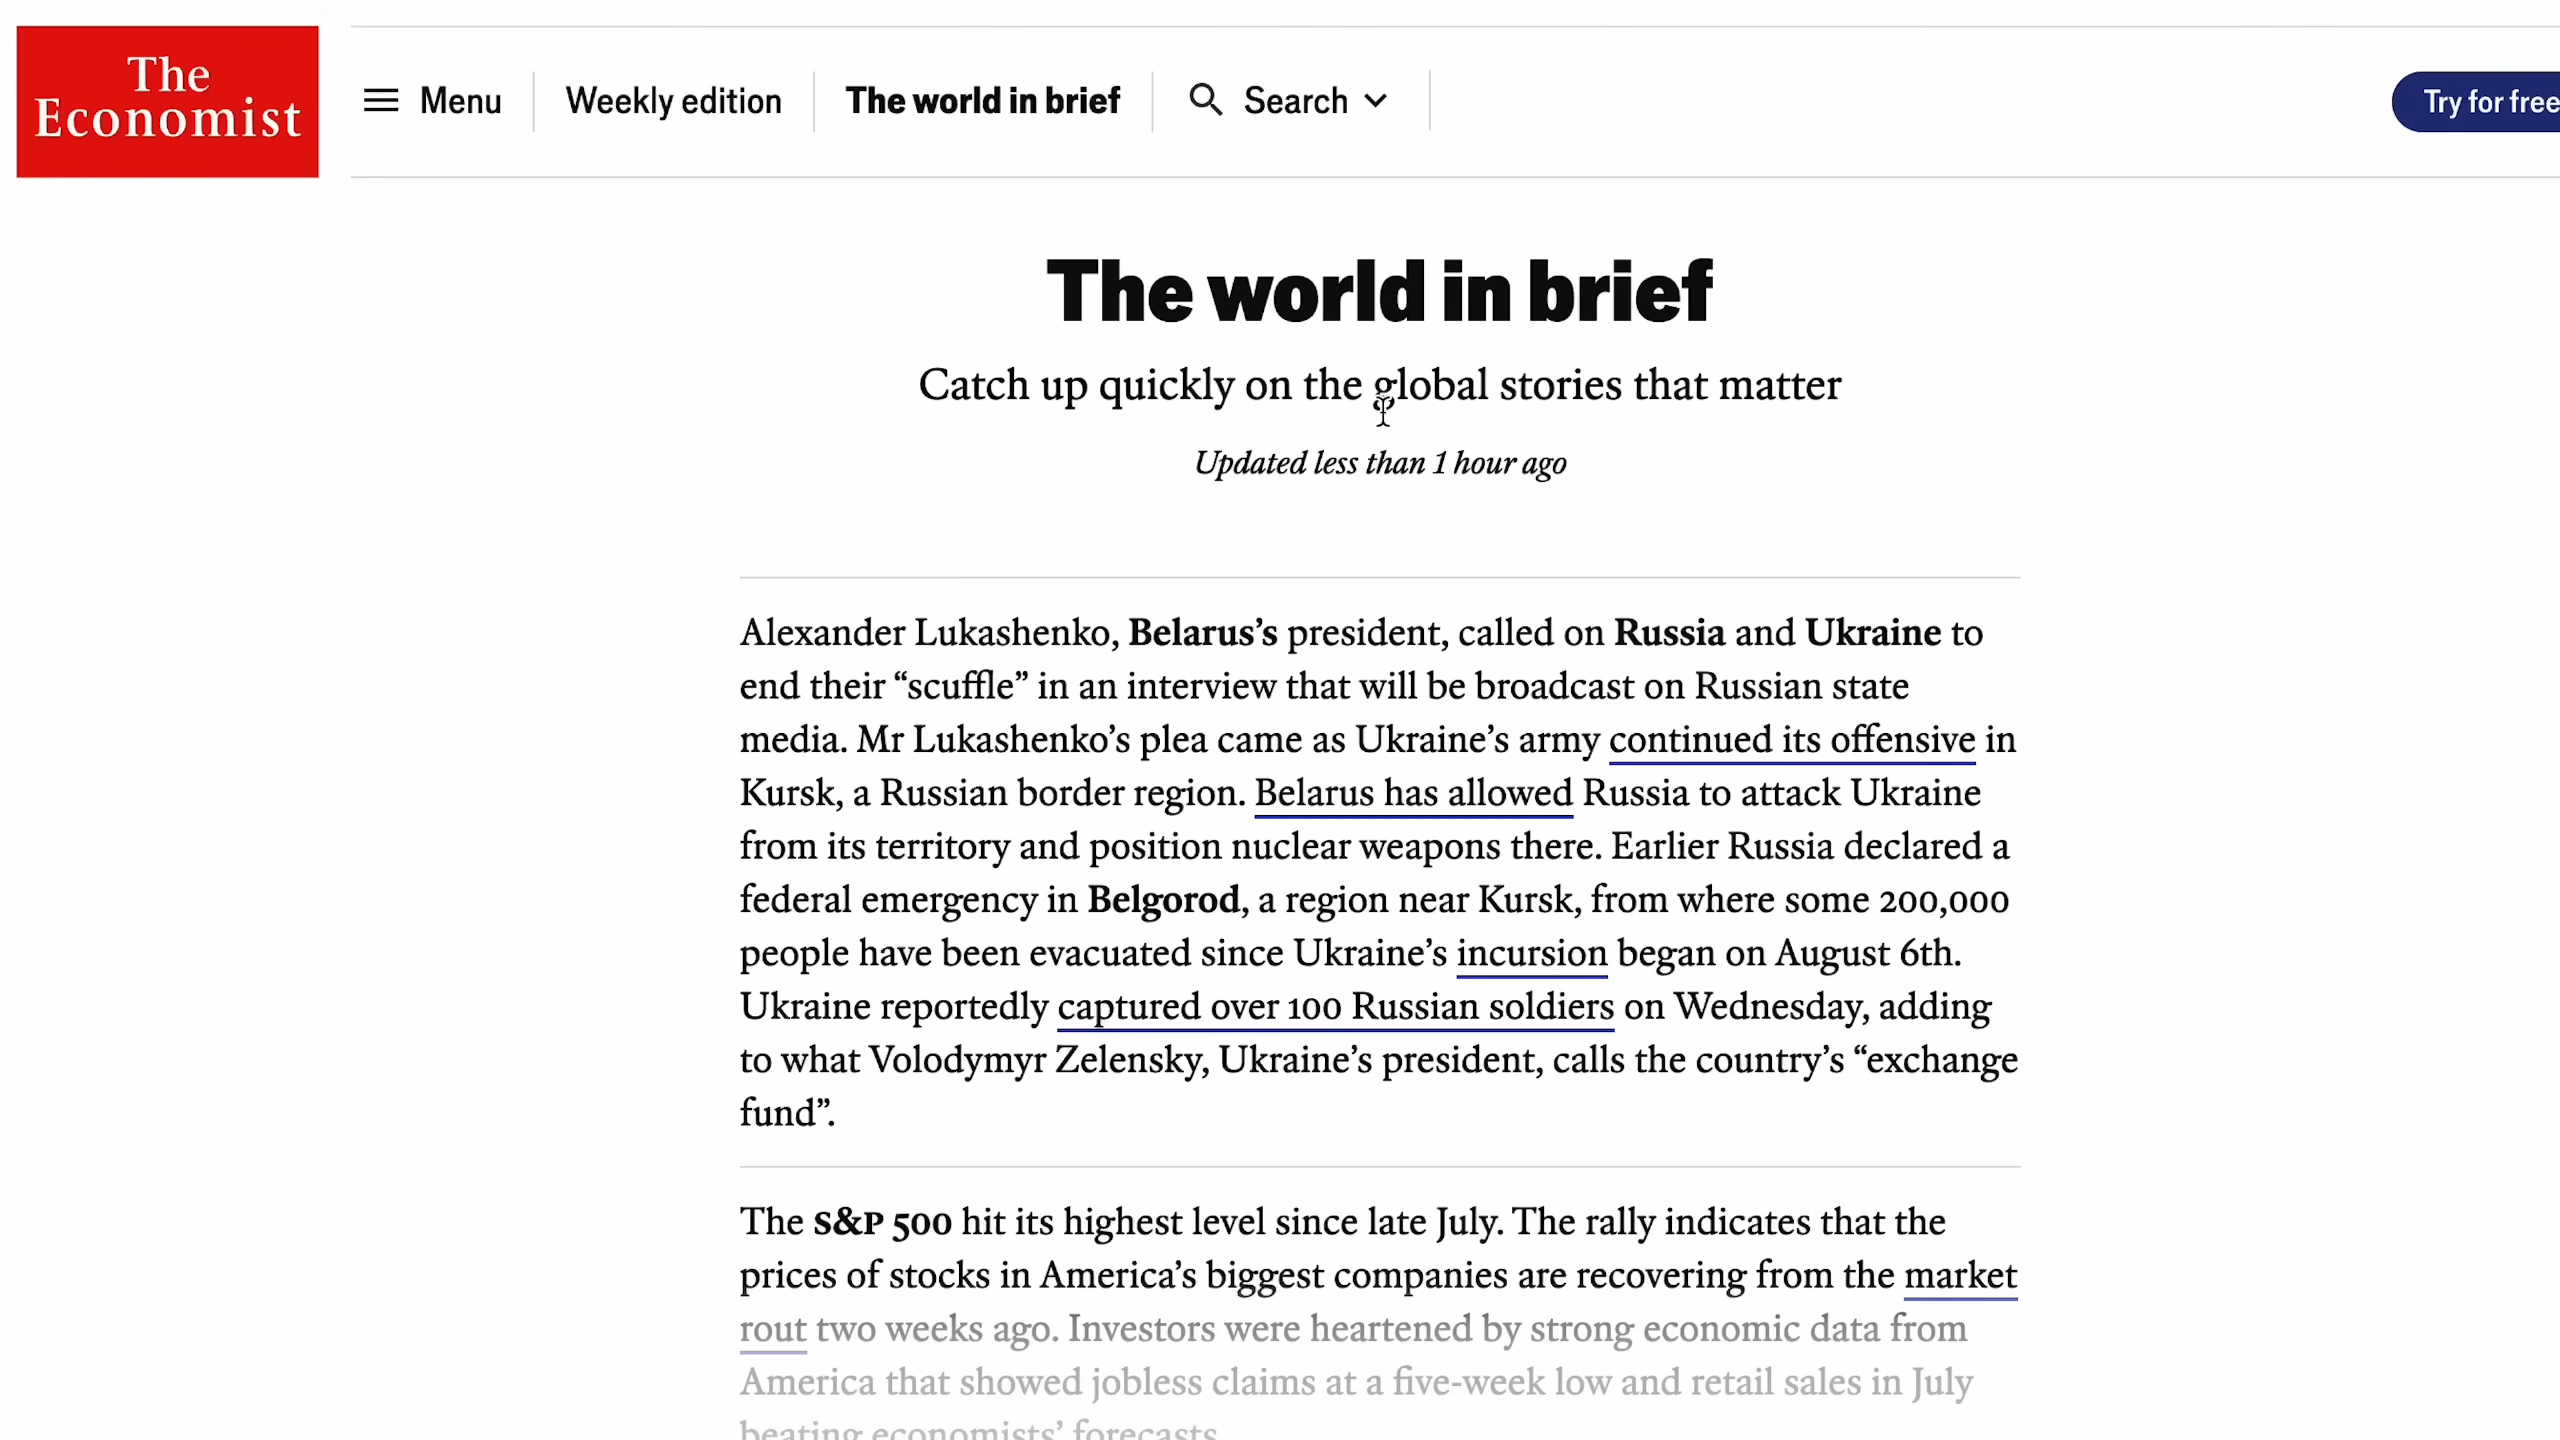 The
Economist
Menu
Weekly edition
The world in brief
Search
Try for free
The world in brief
Catch up quickly on the global stories that matter
Updated less than 1 hour ago
Alexander Lukashenko, Belarus’s president, called on Russia and Ukraine to
end their “scuffle” in an interview that will be broadcast on Russian state
media. Mr Lukashenko’s plea came as Ukraine’s army continued its offensive in
Kursk, a Russian border region. Belarus has allowed Russia to attack Ukraine
from its territory and position nuclear weapons there. Earlier Russia declared a
federal emergency in Belgorod, a region near Kursk, from where some 200,000
people have been evacuated since Ukraine’s incursion began on August 6th.
Ukraine reportedly captured over 100 Russian soldiers on Wednesday, adding
to what Volodymyr Zelensky, Ukraine’s president, calls the country’s “exchange
fund”.
The S&P 500 hit its highest level since late July. The rally indicates that the
prices of stocks in America’s biggest companies are recovering from the market
rout two weeks ago. Investors were heartened by strong economic data from
America that showed jobless claims at a five-week low and retail sales in July
beating economists’ forecasts